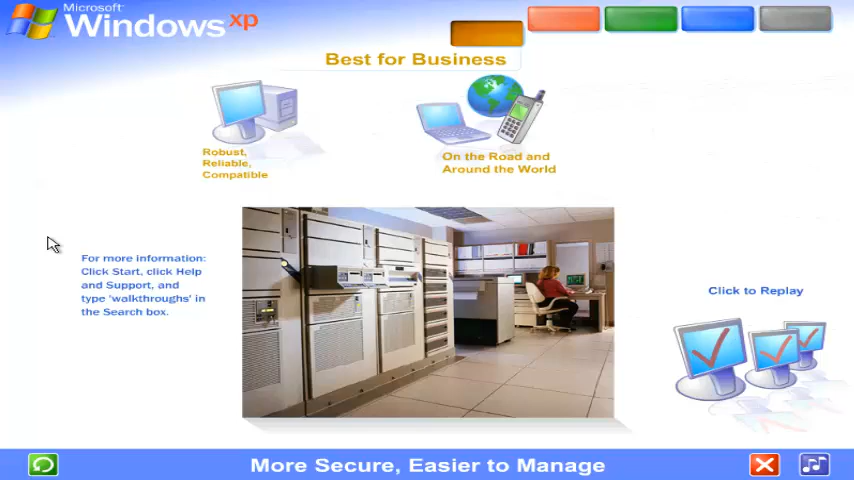 Microsoft®
Windows xp
Best for Business
Robust,
Reliable,
Compatible
On the Road and
Around the World
For more information:
Click Start, click Help
and Support, and
type 'walkthroughs' in
the Search box.
Click to Replay
More Secure, Easier to Manage